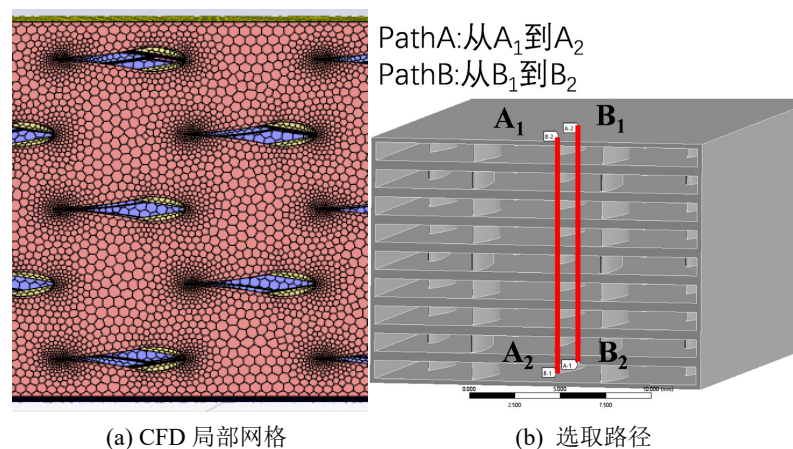 PathA:从A₁到A₂
PathB:从B₁到B₂
A₁
B₁
B-2
A-2
A₂
B₂
B-1
A-1
0.000
5.000
10.000 (mm)
2.500
7.500
(a) CFD 局部网格
(b) 选取路径